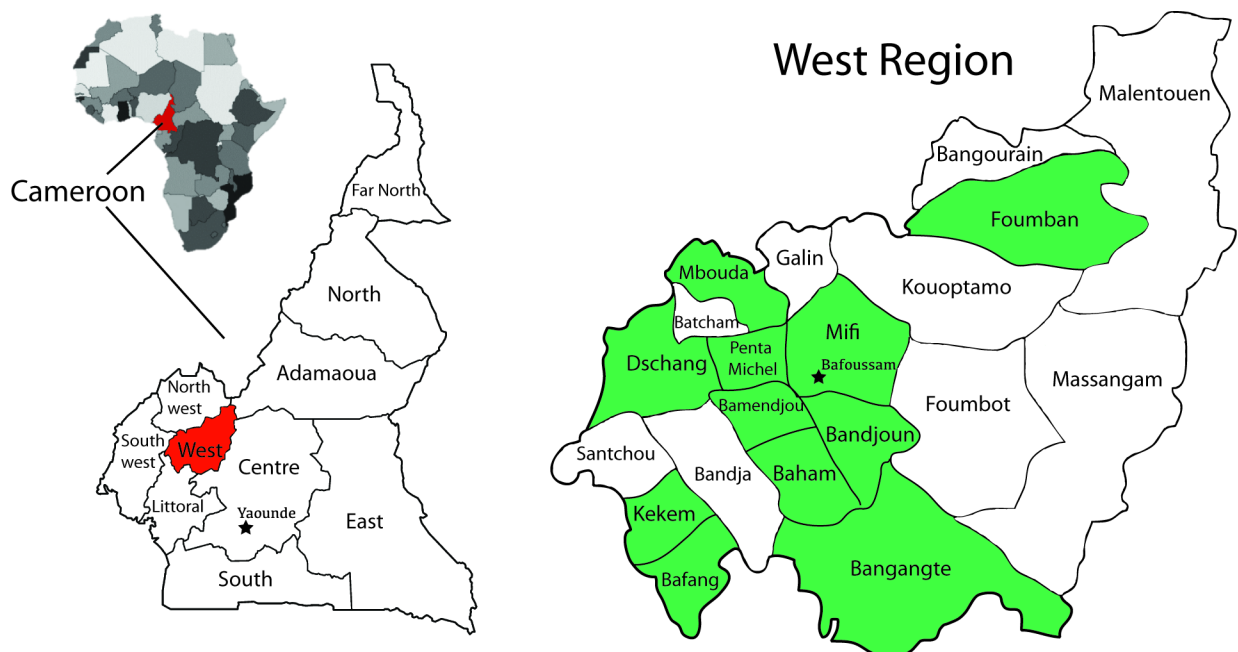 Cameroon
Far North
North
Adamaoua
North
west
South
west
West
Centre
Littoral
Yaounde
East
South
West Region
Malentouen
Bangourain
Foumban
Galin
Mbouda
Kouoptamo
Batcham
Mifi
Penta
Michel
Dschang
Bafoussam
Massangam
Bamendjou
Foumbot
Bandjoun
Santchou
Bandja
Baham
Kekem
Bafang
Bangangte